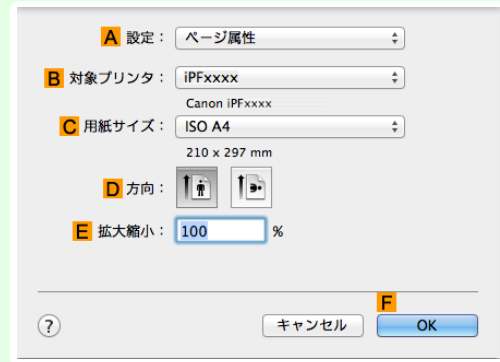 A 設定： ページ属性
B 対象プリンタ： iPFxxxx
Canon iPFxxxx
C 用紙サイズ： ISO A4
210 x 297 mm
D 方向：
E 拡大縮小： 100 %
F
? キャンセル OK